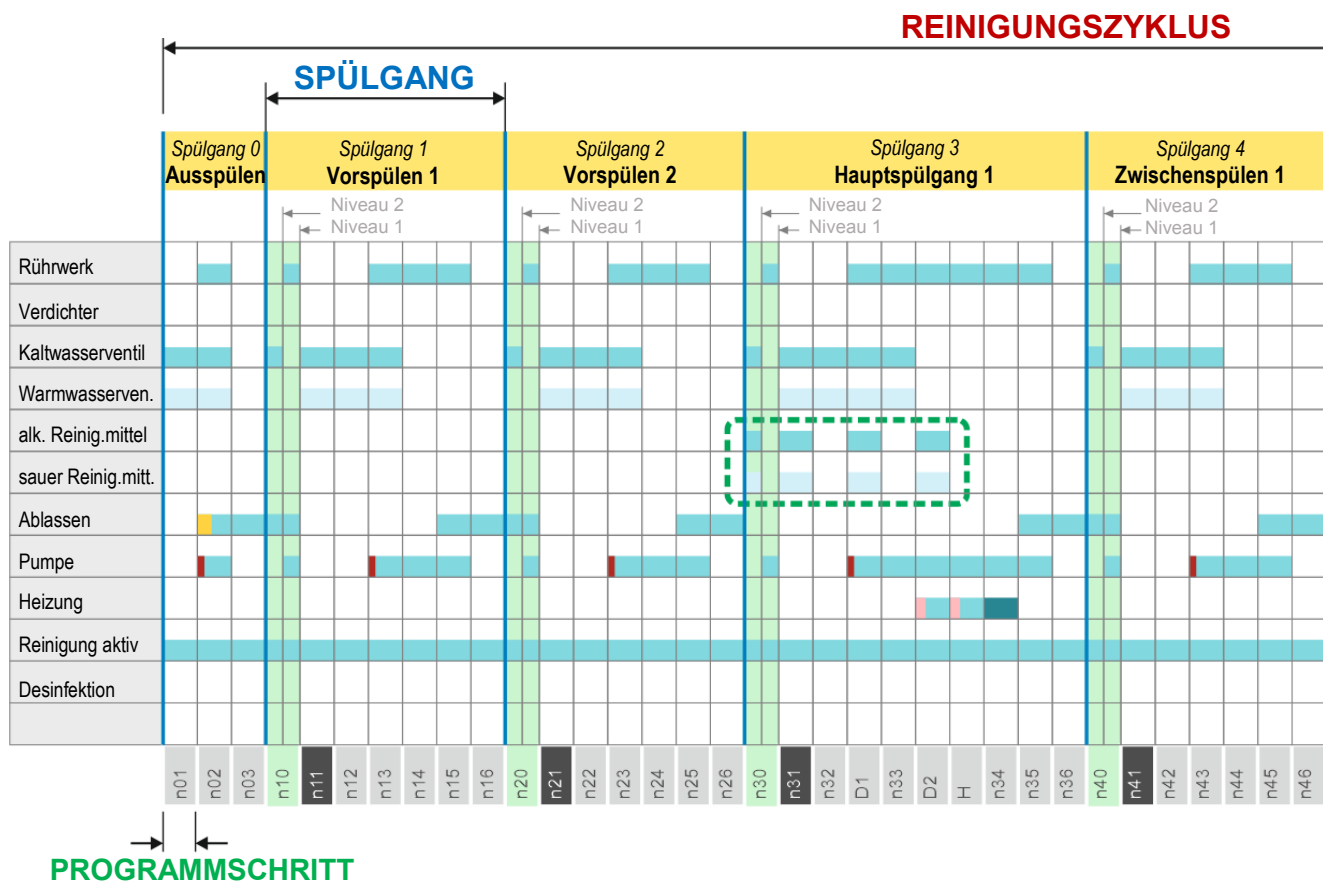 REINIGUNGSZYKLUS
SPÜLGANG
Spülgang 0
Ausspülen
Spülgang 1
Vorspülen 1
Spülgang 2
Vorspülen 2
Spülgang 3
Hauptspülgang 1
Spülgang 4
Zwischenspülen 1
Niveau 2
Niveau 1
Niveau 2
Niveau 1
Niveau 2
Niveau 1
Niveau 2
Niveau 1
Rührwerk
Verdichter
Kaltwasserventil
Warmwasserven.
alk. Reinig.mittel
sauer Reinig.mitt.
Ablassen
Pumpe
Heizung
Reinigung aktiv
Desinfektion
n01
n02
n03
n10
n11
n12
n13
n14
n15
n16
n20
n21
n22
n23
n24
n25
n26
n30
n31
n32
D1
n33
D2
H
n34
n35
n36
n40
n41
n42
n43
n44
n45
n46
PROGRAMMSCHRITT